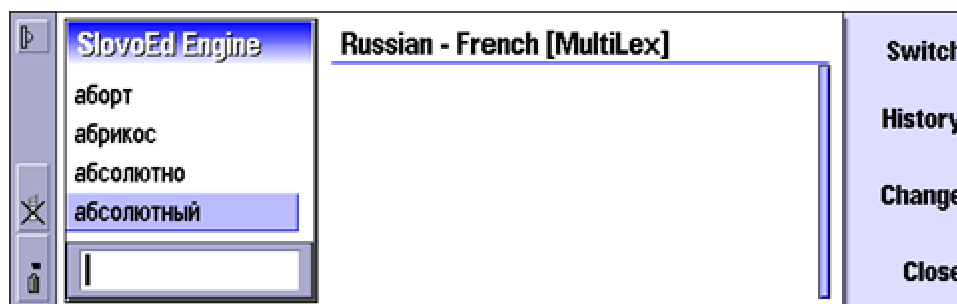 SlovoEd Engine
аборт
абрикос
абсолютно
абсолютный
Russian - French [MultiLex]
Switch
History
Change
Close